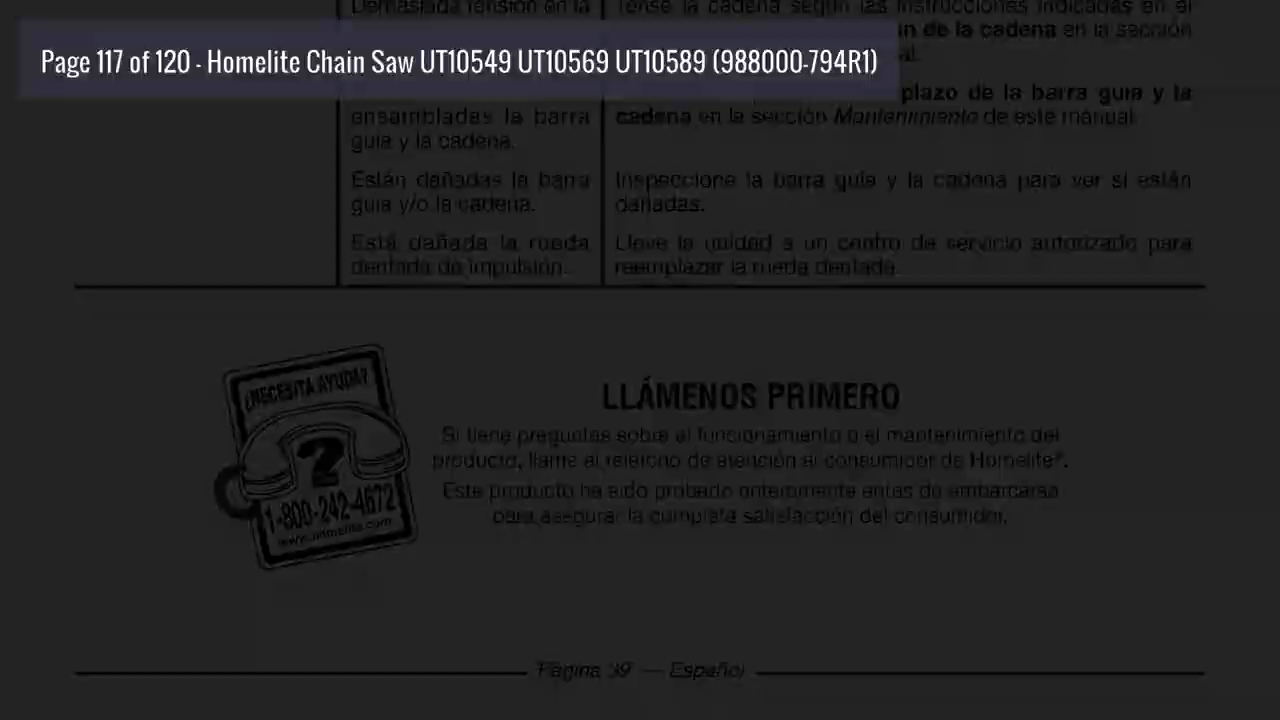 Demasiada tensión en la
Tense la cadena según las instrucciones indicadas en el
n de la cadena en la sección
al.
Page 117 of 120 - Homelite Chain Saw UT10549 UT10569 UT10589 (988000-794R1)
plazo de la barra guía y la
ensambladas la barra
guía y la cadena.
cadena en la sección Mantenimiento de este manual.
Están dañadas la barra
guía y/o la cadena.
Inspeccione la barra guía y la cadena para ver si están
dañadas.
Está dañada la rueda
dentada de impulsión.
Lleve la unidad a un centro de servicio autorizado para
reemplazar la rueda dentada.
¿NECESITA AYUDA?
?
1-800-242-4672
www.homelite.com
LLÁMENOS PRIMERO
Si tiene preguntas sobre el funcionamiento o el mantenimiento del
producto, llame al teléfono de atención al consumidor de Homelite®.
Este producto ha sido probado enteramente antes de embarcarse
para asegurar la completa satisfacción del consumidor.
Página 39 — Español